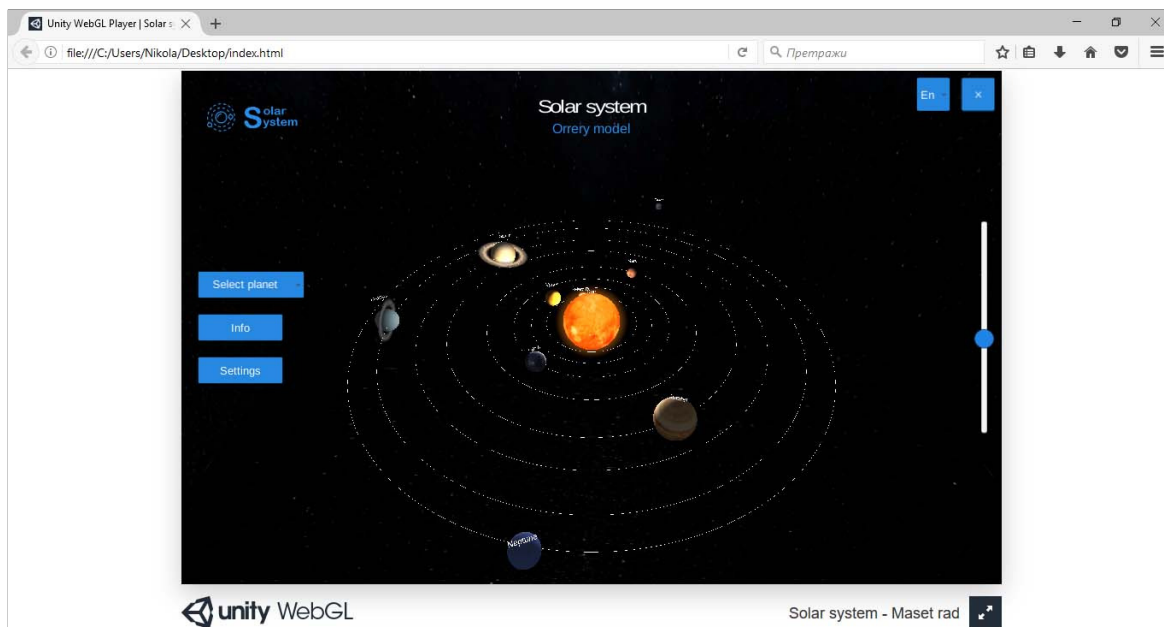 Unity WebGL Player | Solar s
file:///C:/Users/Nikola/Desktop/index.html
Претражи
Solar System
Solar system
Orrery model
En
×
Select planet
Info
Settings
Neptune
unity WebGL
Solar system - Maset rad